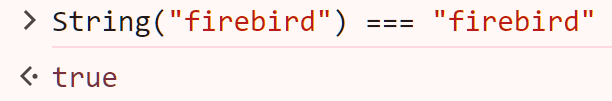 > String("firebird") === "firebird"
<· true